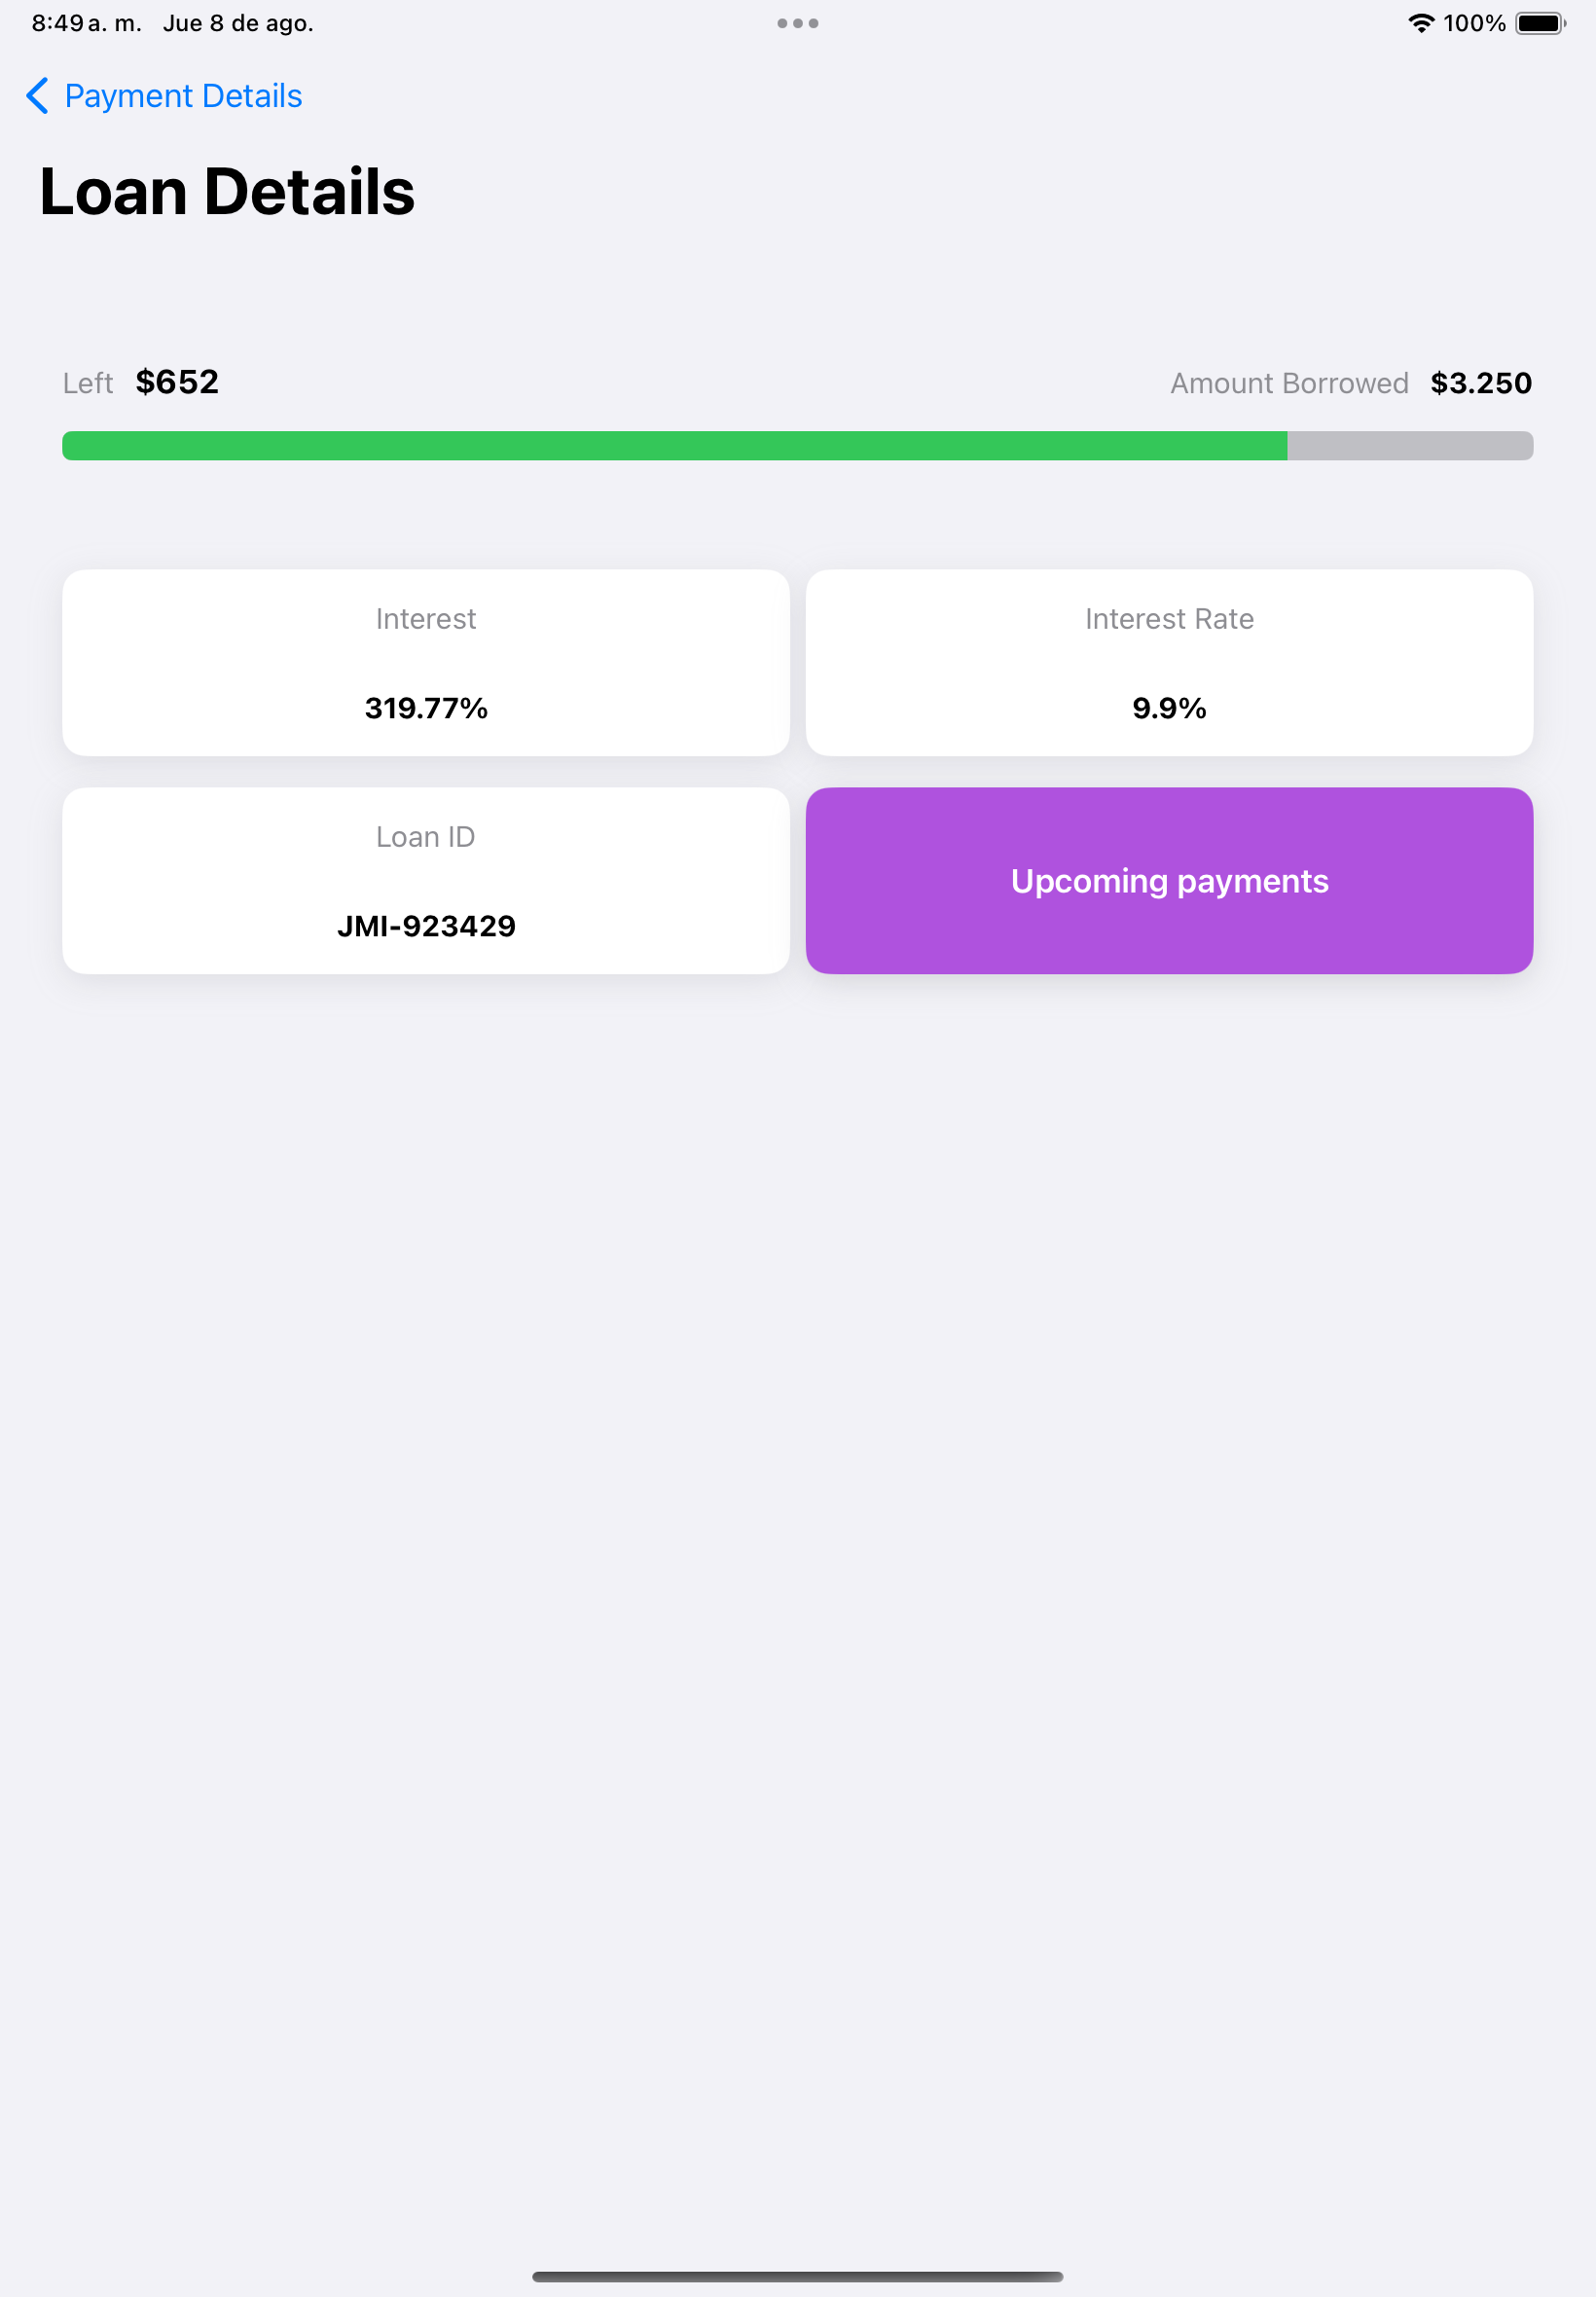 8:49 a. m. Jue 8 de ago. 100%
Payment Details
Loan Details
Left $652 Amount Borrowed $3.250
Interest Interest Rate
319.77% 9.9%
Loan ID
Upcoming payments
JMI-923429